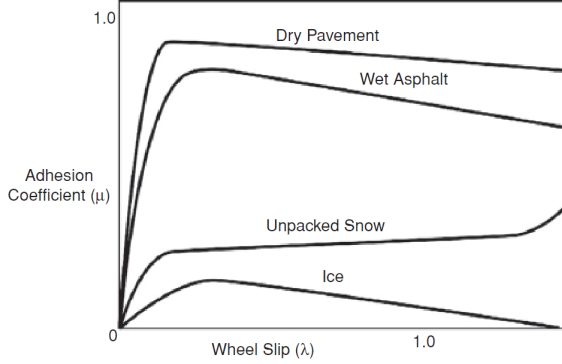 1.0
Dry Pavement
Wet Asphalt
Adhesion
Coefficient (μ)
Unpacked Snow
Ice
0
Wheel Slip (λ)
1.0